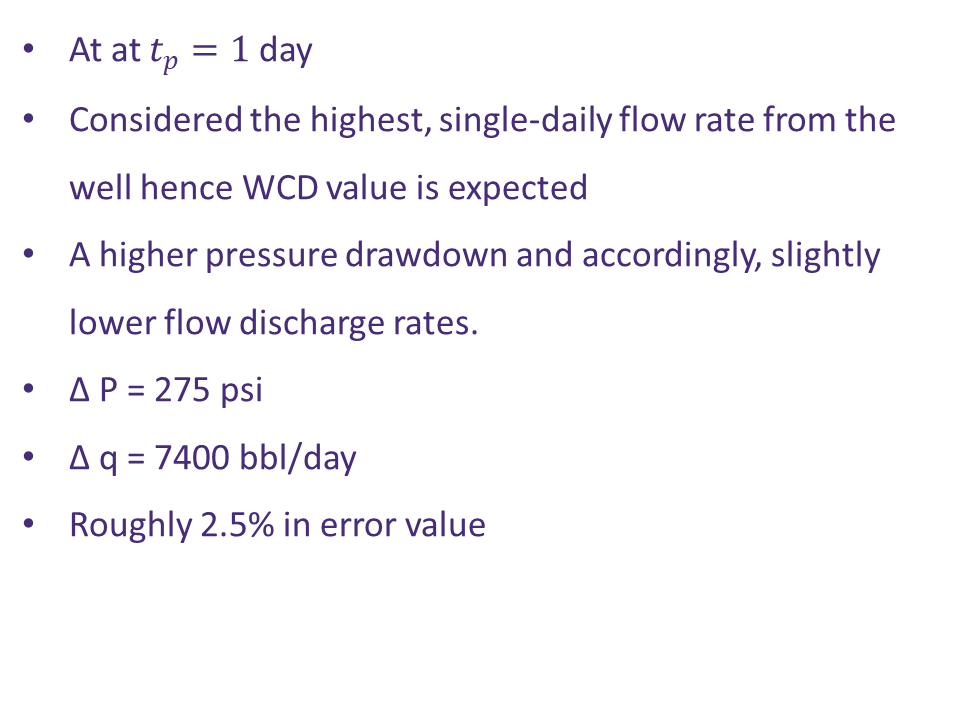 • At at 𝑡𝑝 = 1 day
• Considered the highest, single-daily flow rate from the
well hence WCD value is expected
• A higher pressure drawdown and accordingly, slightly
lower flow discharge rates.
• Δ P = 275 psi
• Δ q = 7400 bbl/day
• Roughly 2.5% in error value